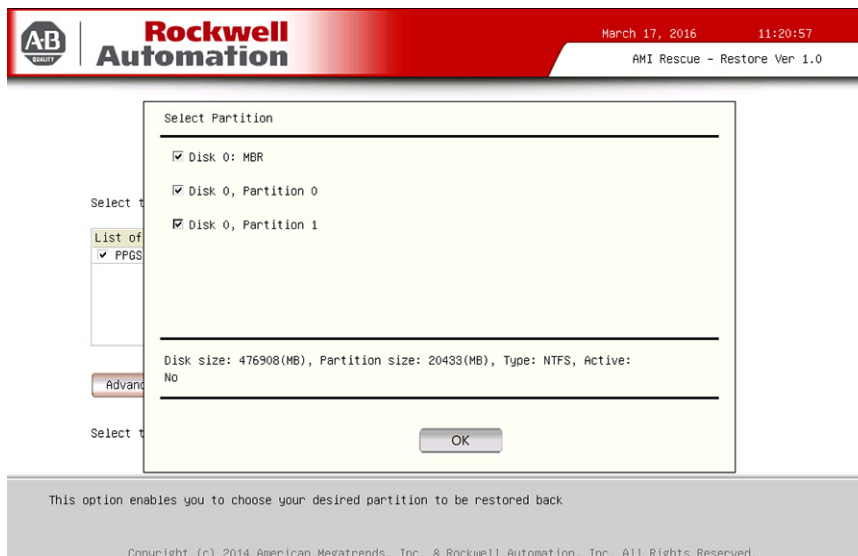 A·B
QUALITY
Rockwell
Automation
March 17, 2016 11:20:57
AMI Rescue - Restore Ver 1.0
Select Partition
Disk 0: MBR
Disk 0, Partition 0
Disk 0, Partition 1
Select t
List of
PPGS
Disk size: 476908(MB), Partition size: 20433(MB), Type: NTFS, Active:
No
Advanc
Select t
OK
This option enables you to choose your desired partition to be restored back
Copyright (c) 2014 American Megatrends, Inc. & Rockwell Automation, Inc. All Rights Reserved